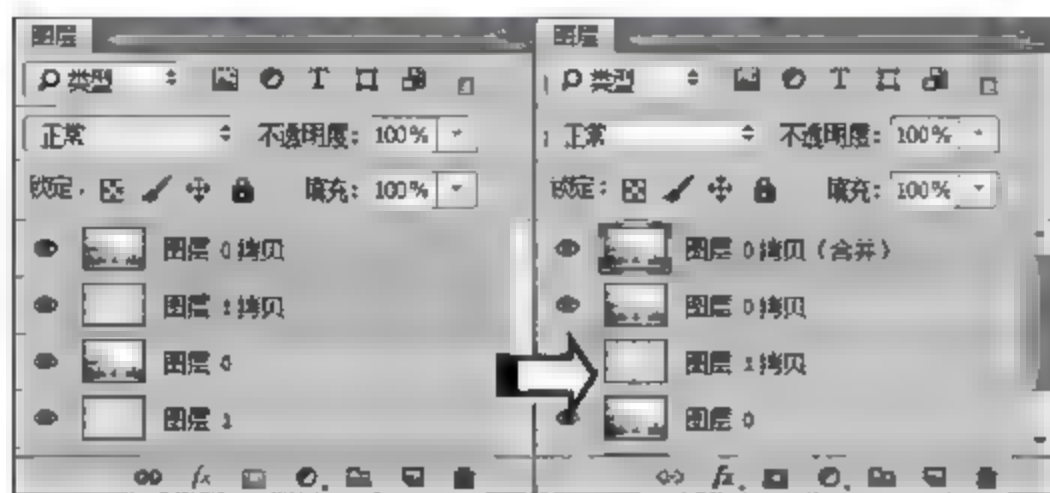 图层
类型
T
正常 不透明度: 100%
锁定: 填充: 100%
图层 0 拷贝
图层 1 拷贝
图层 0
图层 1
fx
图层
类型
T
正常 不透明度: 100%
锁定: 填充: 100%
图层 0 拷贝（合并）
图层 0 拷贝
图层 1 拷贝
图层 0
fx